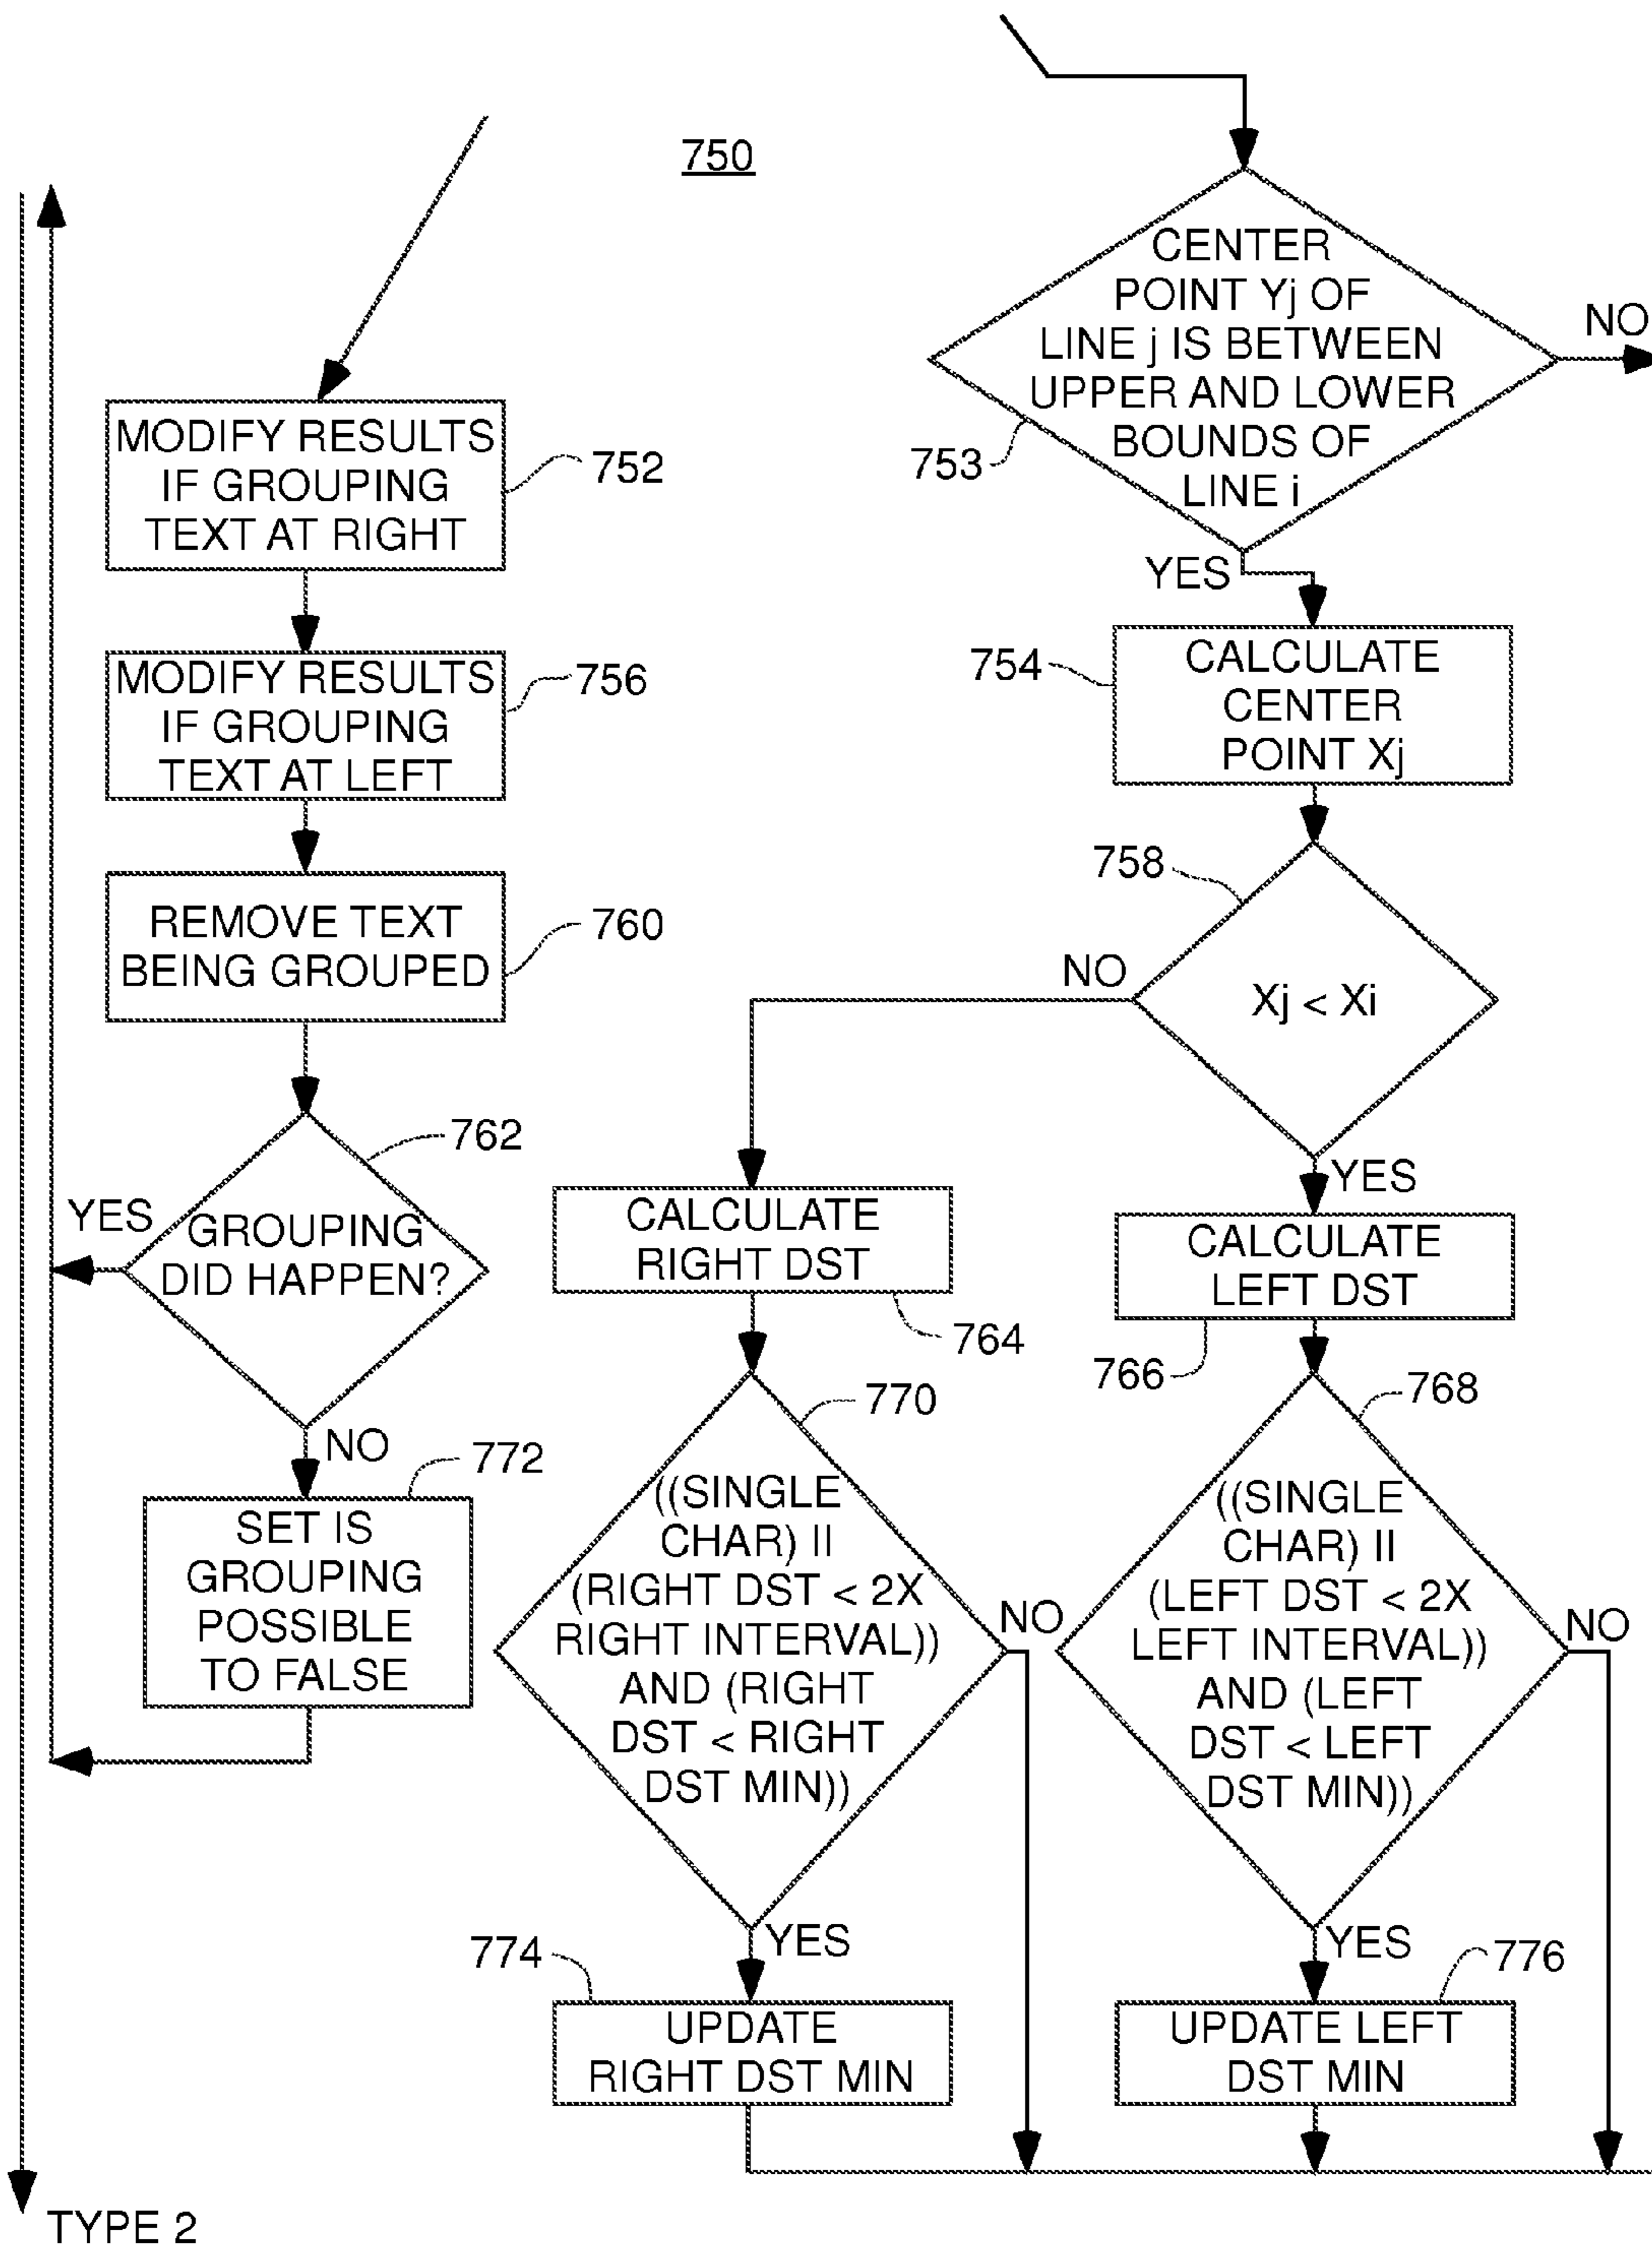 750
CENTER
POINT Yj OF
LINE j IS BETWEEN
UPPER AND LOWER
BOUNDS OF
LINE i
NO
753
YES
MODIFY RESULTS
IF GROUPING
TEXT AT RIGHT
752
MODIFY RESULTS
IF GROUPING
TEXT AT LEFT
756
754
CALCULATE
CENTER
POINT Xj
REMOVE TEXT
BEING GROUPED
760
758
Xj < Xi
NO
YES
762
GROUPING
DID HAPPEN?
YES
NO
CALCULATE
RIGHT DST
764
CALCULATE
LEFT DST
766
772
SET IS
GROUPING
POSSIBLE
TO FALSE
770
((SINGLE
CHAR) II
(RIGHT DST < 2X
RIGHT INTERVAL))
AND (RIGHT
DST < RIGHT
DST MIN))
NO
YES
768
((SINGLE
CHAR) II
(LEFT DST < 2X
LEFT INTERVAL))
AND (LEFT
DST < LEFT
DST MIN))
NO
YES
774
UPDATE
RIGHT DST MIN
776
UPDATE LEFT
DST MIN
TYPE 2